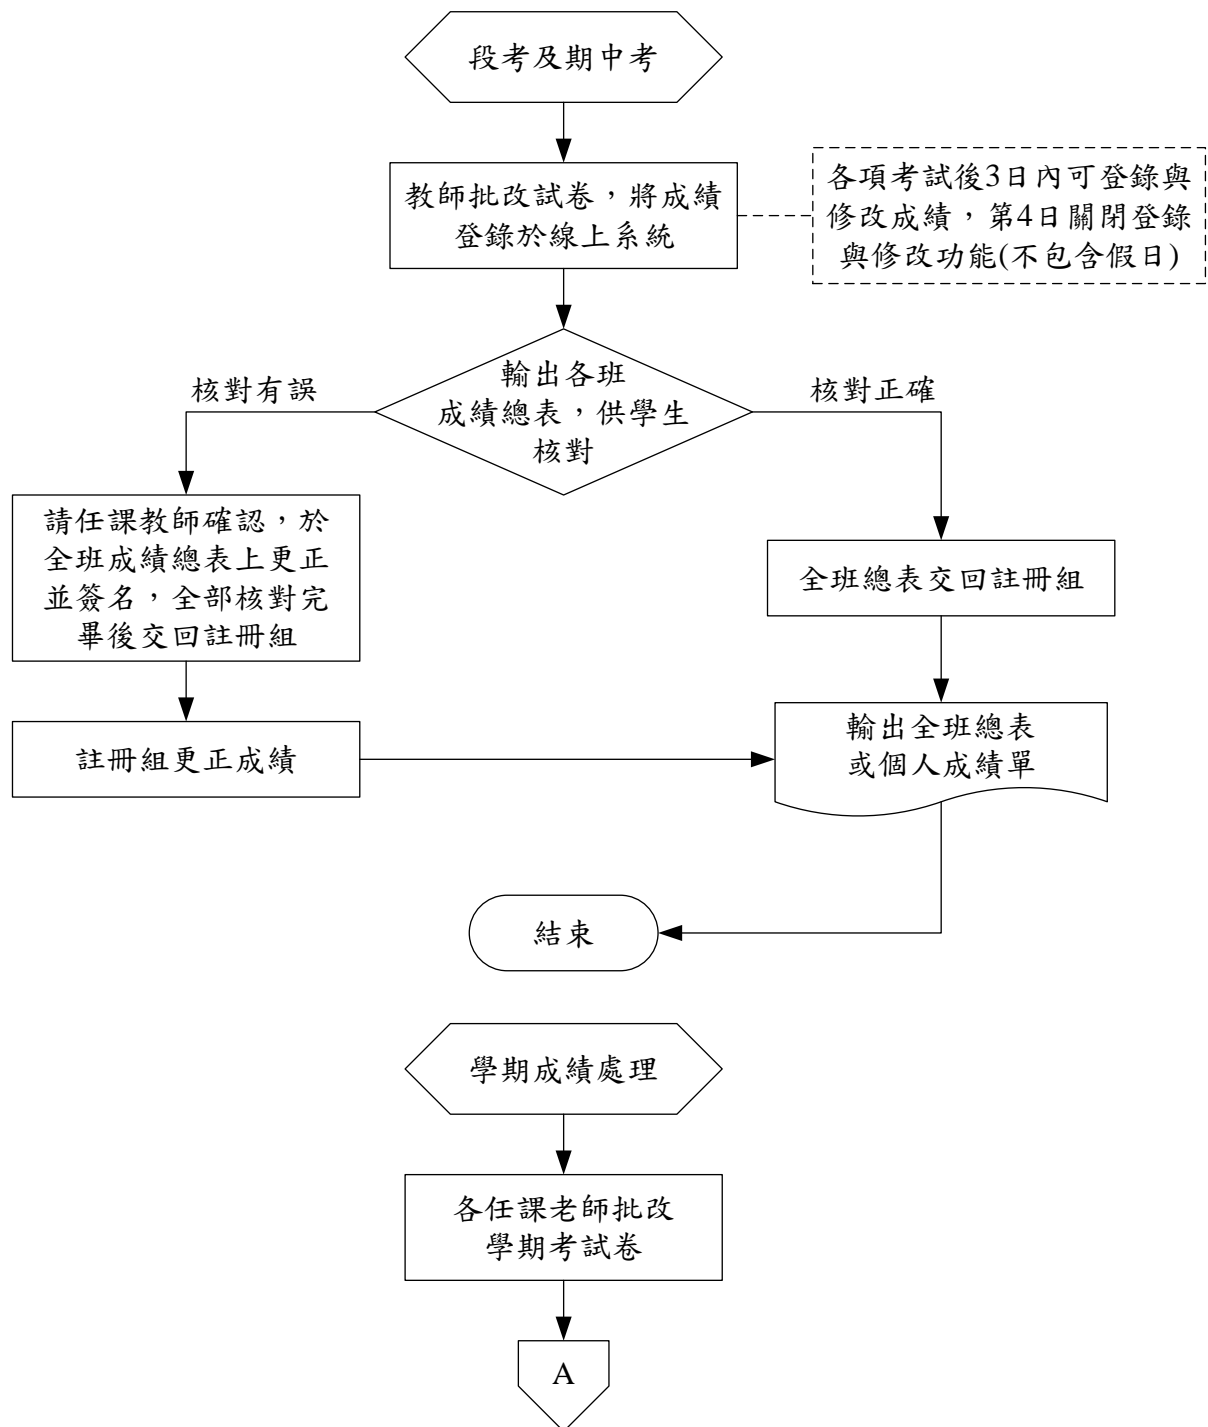 段考及期中考
教師批改試卷，將成績
登錄於線上系統
各項考試後3日內可登錄與
修改成績，第4日關閉登錄
與修改功能(不包含假日)
輸出各班
成績總表，供學生
核對
核對有誤
核對正確
請任課教師確認，於
全班成績總表上更正
並簽名，全部核對完
畢後交回註冊組
全班總表交回註冊組
註冊組更正成績
輸出全班總表
或個人成績單
結束
學期成績處理
各任課老師批改
學期考試卷
A